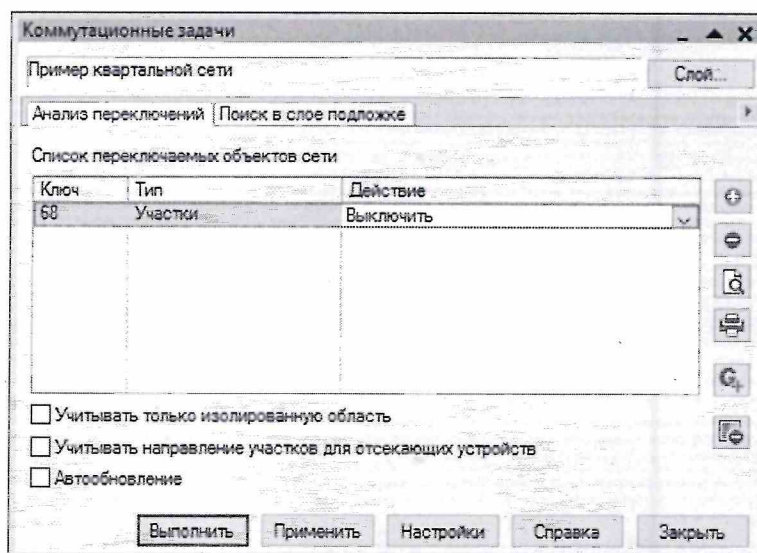 Коммутационные задачи
Пример квартальной сети
Слой...
Анализ переключений
Поиск в слое подложке
Список переключаемых объектов сети
Ключ Тип Действие
68 Участки Выключить
Учитывать только изолированную область
Учитывать направление участков для отсекающих устройств
Автообновление
Выполнить Применить Настройки Справка Закрыть